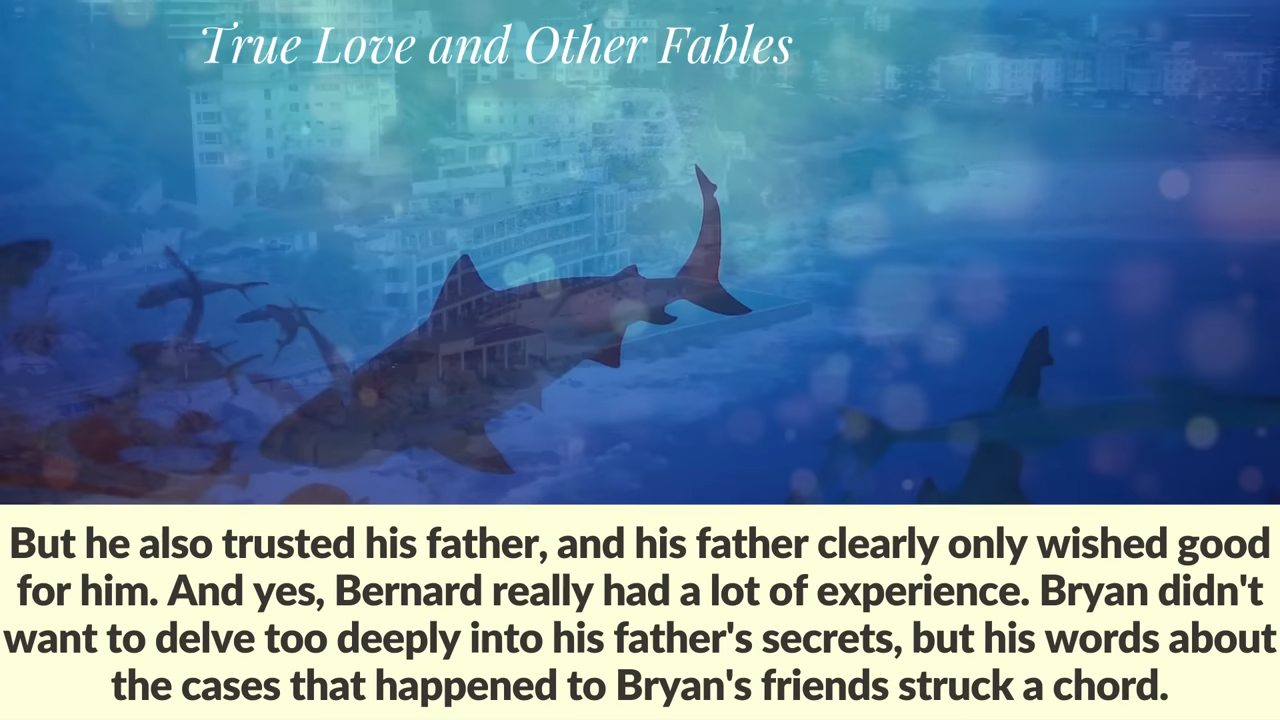 True Love and Other Fables
But he also trusted his father, and his father clearly only wished good
for him. And yes, Bernard really had a lot of experience. Bryan didn't
want to delve too deeply into his father's secrets, but his words about
the cases that happened to Bryan's friends struck a chord.